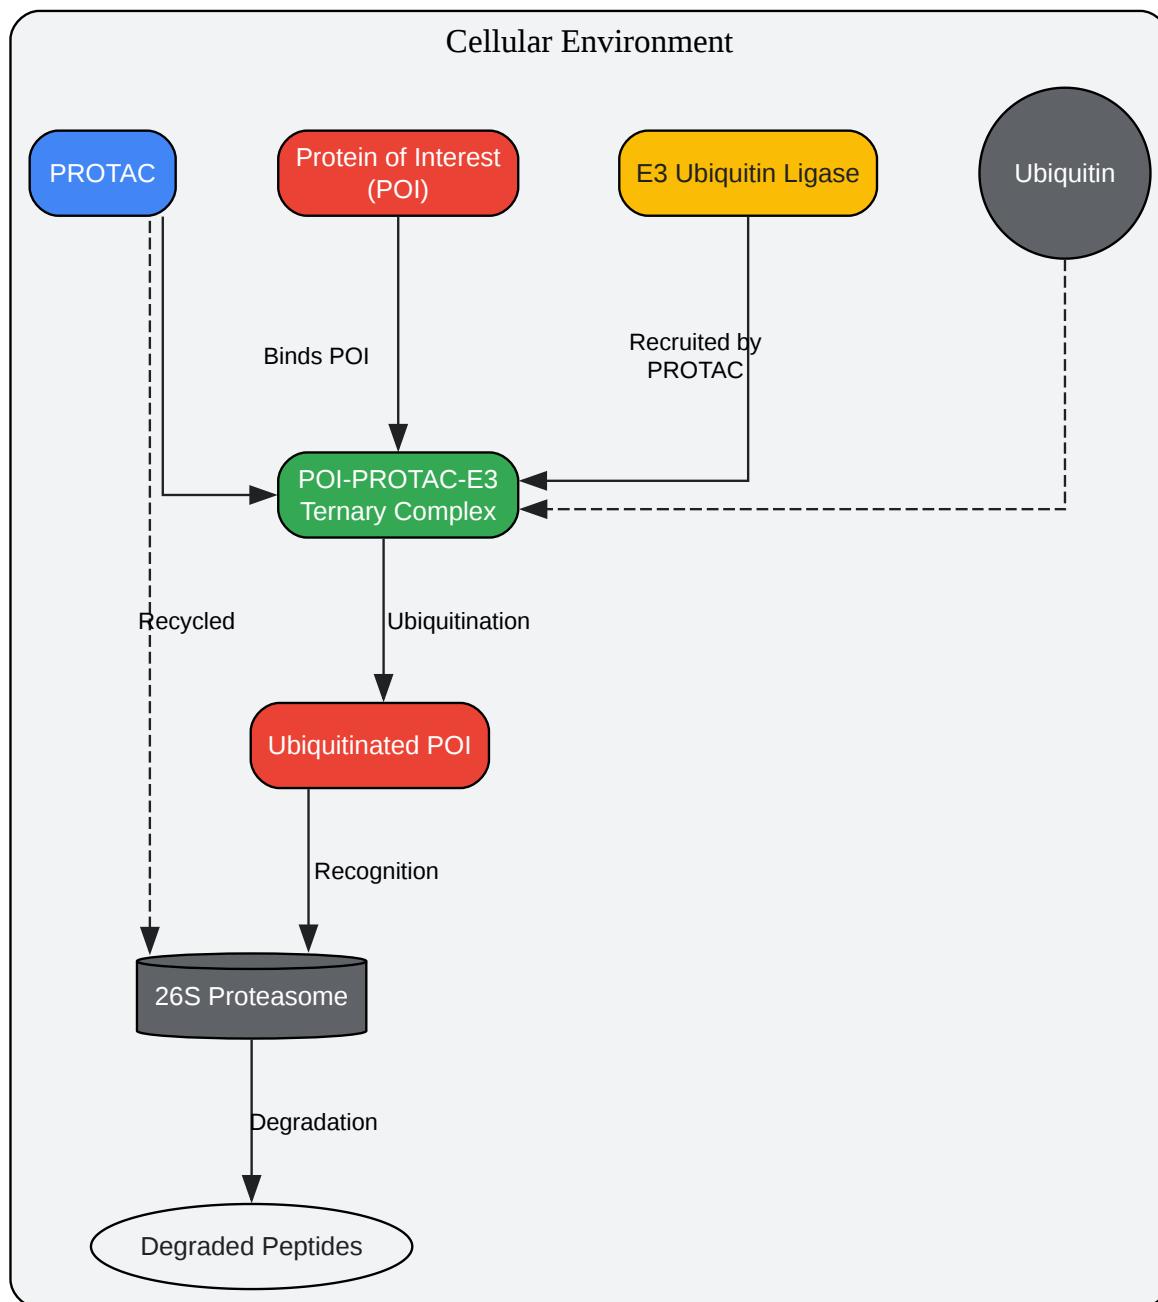 Cellular Environment
PROTAC
Protein of Interest
(POI)
E3 Ubiquitin Ligase
Ubiquitin
Binds POI
Recruited by
PROTAC
POI-PROTAC-E3
Ternary Complex
Recycled
Ubiquitination
Ubiquitinated POI
Recognition
26S Proteasome
Degradation
Degraded Peptides